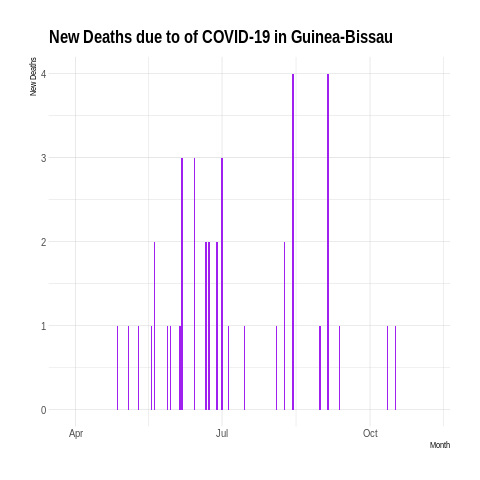 New Deaths due to of COVID-19 in Guinea-Bissau
New Deaths
4
3
2
1
0
Apr
Jul
Oct
Month